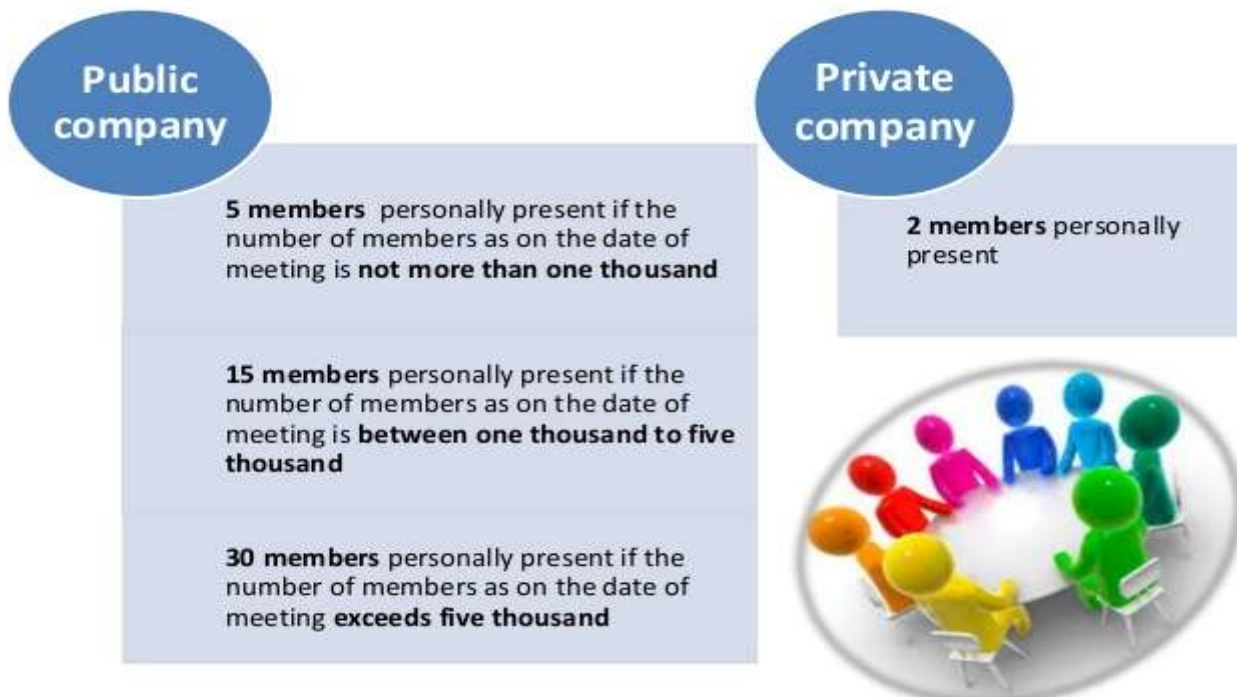 Public
company
5 members personally present if the
number of members as on the date of
meeting is not more than one thousand
15 members personally present if the
number of members as on the date of
meeting is between one thousand to five
thousand
30 members personally present if the
number of members as on the date of
meeting exceeds five thousand
Private
company
2 members personally
present